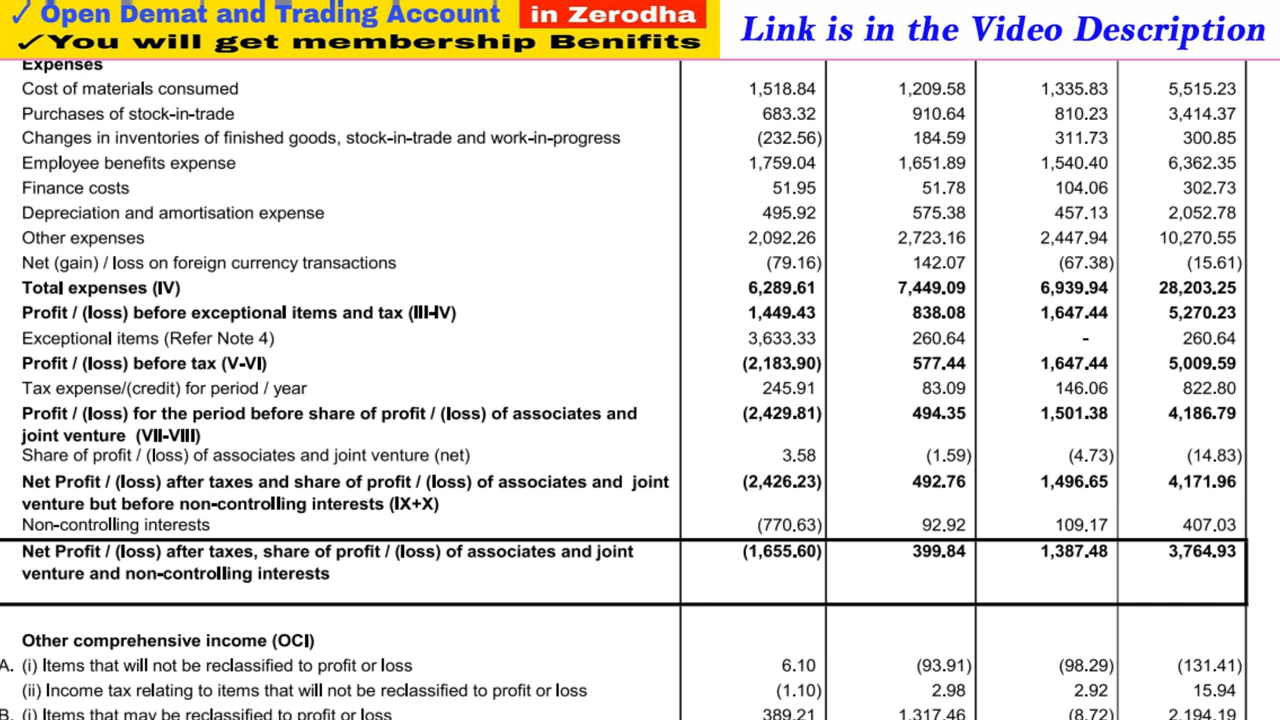 ✓ Open Demat and Trading Account in Zerodha
✓You will get membership Benifits
Link is in the Video Description
Expenses
Cost of materials consumed 1,518.84 1,209.58 1,335.83 5,515.23
Purchases of stock-in-trade 683.32 910.64 810.23 3,414.37
Changes in inventories of finished goods, stock-in-trade and work-in-progress (232.56) 184.59 311.73 300.85
Employee benefits expense 1,759.04 1,651.89 1,540.40 6,362.35
Finance costs 51.95 51.78 104.06 302.73
Depreciation and amortisation expense 495.92 575.38 457.13 2,052.78
Other expenses 2,092.26 2,723.16 2,447.94 10,270.55
Net (gain) / loss on foreign currency transactions (79.16) 142.07 (67.38) (15.61)
Total expenses (IV) 6,289.61 7,449.09 6,939.94 28,203.25
Profit / (loss) before exceptional items and tax (III-IV) 1,449.43 838.08 1,647.44 5,270.23
Exceptional items (Refer Note 4) 3,633.33 260.64 - 260.64
Profit / (loss) before tax (V-VI) (2,183.90) 577.44 1,647.44 5,009.59
Tax expense/(credit) for period / year 245.91 83.09 146.06 822.80
Profit / (loss) for the period before share of profit / (loss) of associates and (2,429.81) 494.35 1,501.38 4,186.79
joint venture (VII-VIII)
Share of profit / (loss) of associates and joint venture (net) 3.58 (1.59) (4.73) (14.83)
Net Profit / (loss) after taxes and share of profit / (loss) of associates and joint (2,426.23) 492.76 1,496.65 4,171.96
venture but before non-controlling interests (IX+X)
Non-controlling interests (770.63) 92.92 109.17 407.03
Net Profit / (loss) after taxes, share of profit / (loss) of associates and joint (1,655.60) 399.84 1,387.48 3,764.93
venture and non-controlling interests
Other comprehensive income (OCI)
A. (i) Items that will not be reclassified to profit or loss 6.10 (93.91) (98.29) (131.41)
(ii) Income tax relating to items that will not be reclassified to profit or loss (1.10) 2.98 2.92 15.94
B. (i) Items that may be reclassified to profit or loss 389.21 1,317.46 (8.72) 2,194.19